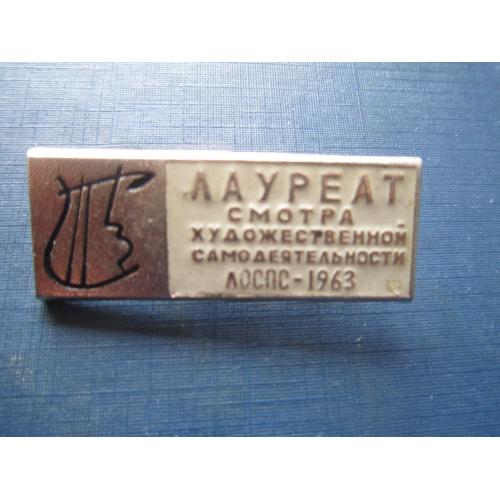 ЛАУРЕАТ
СМОТРА
ХУДОЖЕСТВЕННОЙ
САМОДЕЯТЕЛЬНОСТИ
ЛОСПС-1963